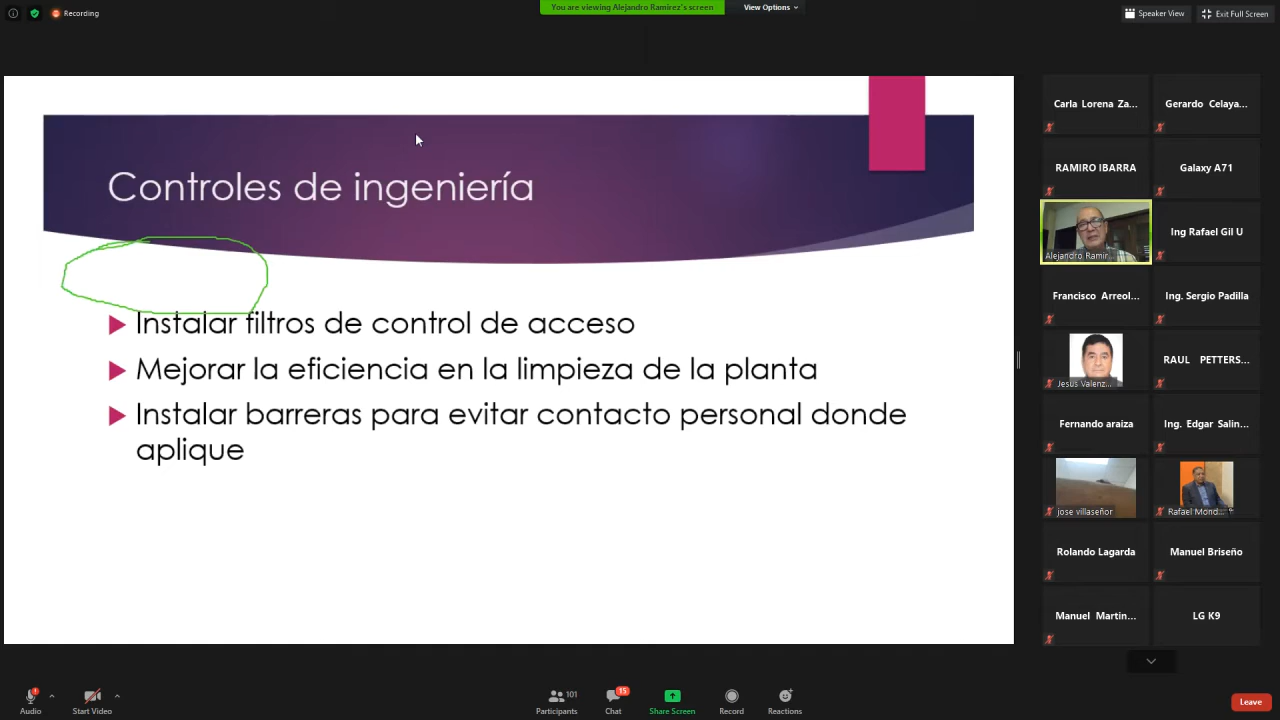 Recording
You are viewing Alejandro Ramirez's screen
View Options
Speaker View
Exit Full Screen
Controles de ingeniería
Instalar filtros de control de acceso
Mejorar la eficiencia en la limpieza de la planta
Instalar barreras para evitar contacto personal donde
aplique
Carla Lorena Za...
Gerardo Celaya...
RAMIRO IBARRA
Galaxy A71
Alejandro Ramir
Ing Rafael Gil U
Francisco Arreol...
Ing. Sergio Padilla
Jesus Valenz...
RAUL PETTERS...
Fernando araiza
Ing. Edgar Salin...
jose villaseñor
Rafael Mond...
Rolando Lagarda
Manuel Briseño
Manuel Martin...
LG K9
Audio
Start Video
101
Participants
15
Chat
Share Screen
Record
Reactions
Leave